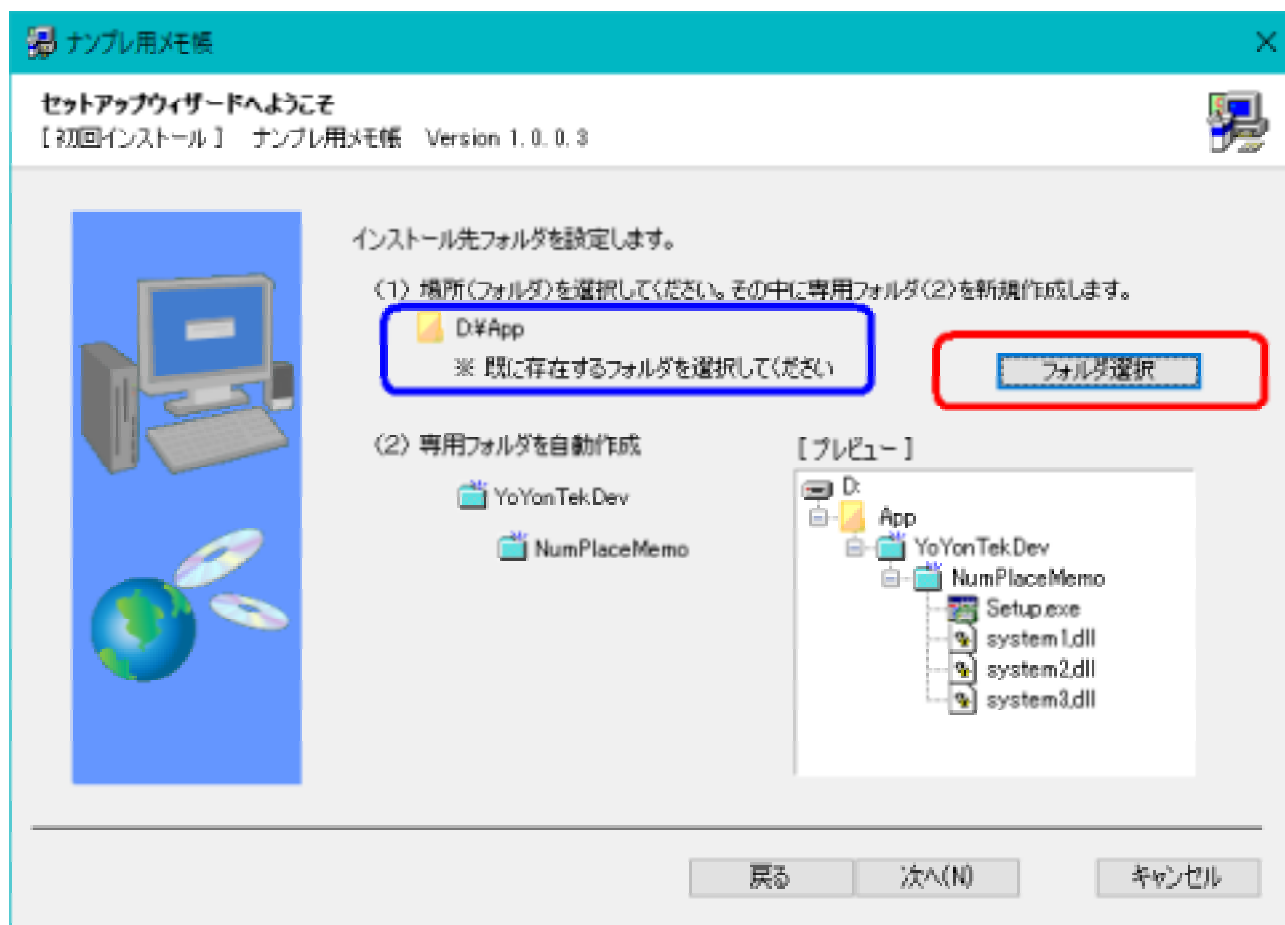 ナンプレ用メモ帳
セットアップウィザードへようこそ
[ 初回インストール ] ナンプレ用メモ帳 Version 1.0.0.3
インストール先フォルダを設定します。
(1) 場所(フォルダ)を選択してください。その中に専用フォルダ(2)を新規作成します。
D:¥App
※ 既に存在するフォルダを選択してください
フォルダ選択
(2) 専用フォルダを自動作成
YoYonTekDev
NumPlaceMemo
[ プレビュー ]
D:
App
YoYonTekDev
NumPlaceMemo
Setup.exe
system1.dll
system2.dll
system3.dll
戻る
次へ(N)
キャンセル